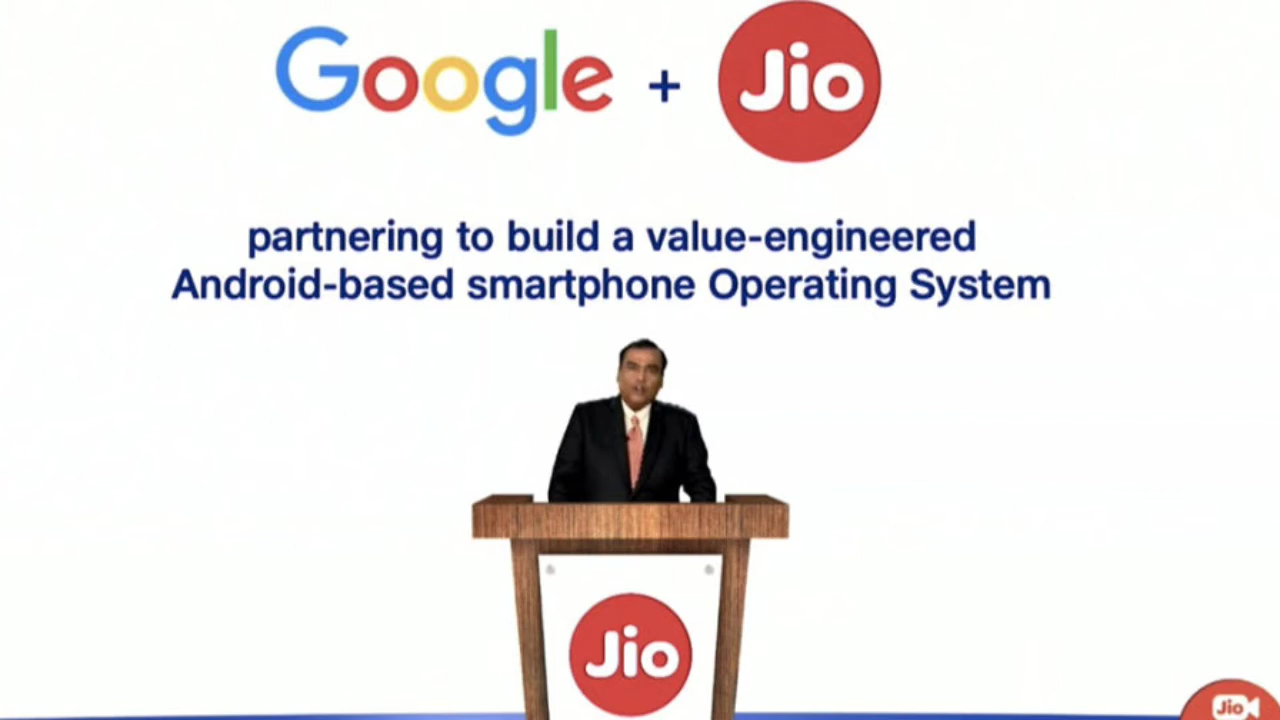 Google + Jio
partnering to build a value-engineered
Android-based smartphone Operating System
Jio
Jio